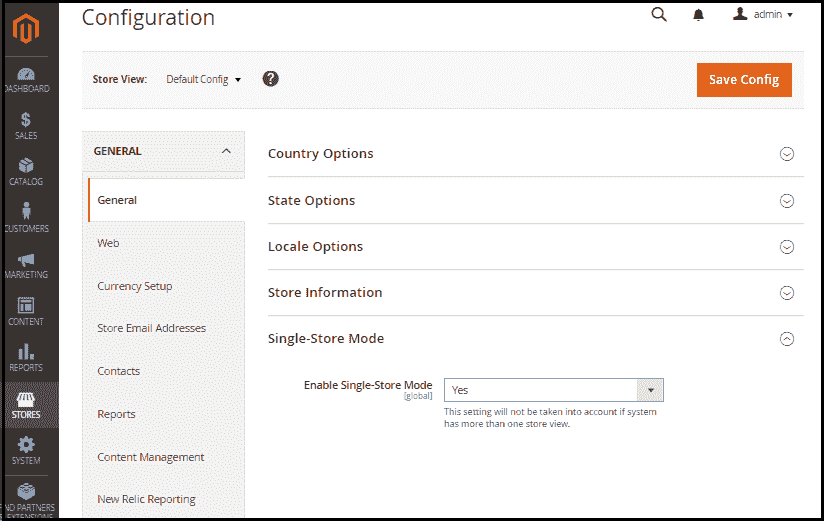 Configuration
admin
Store View: Default Config
?
Save Config
DASHBOARD
$
SALES
CATALOG
CUSTOMERS
MARKETING
CONTENT
REPORTS
STORES
SYSTEM
ND PARTNERS
EXTENSIONS
GENERAL
General
Web
Currency Setup
Store Email Addresses
Contacts
Reports
Content Management
New Relic Reporting
Country Options
State Options
Locale Options
Store Information
Single-Store Mode
Enable Single-Store Mode Yes
[global]
This setting will not be taken into account if system
has more than one store view.